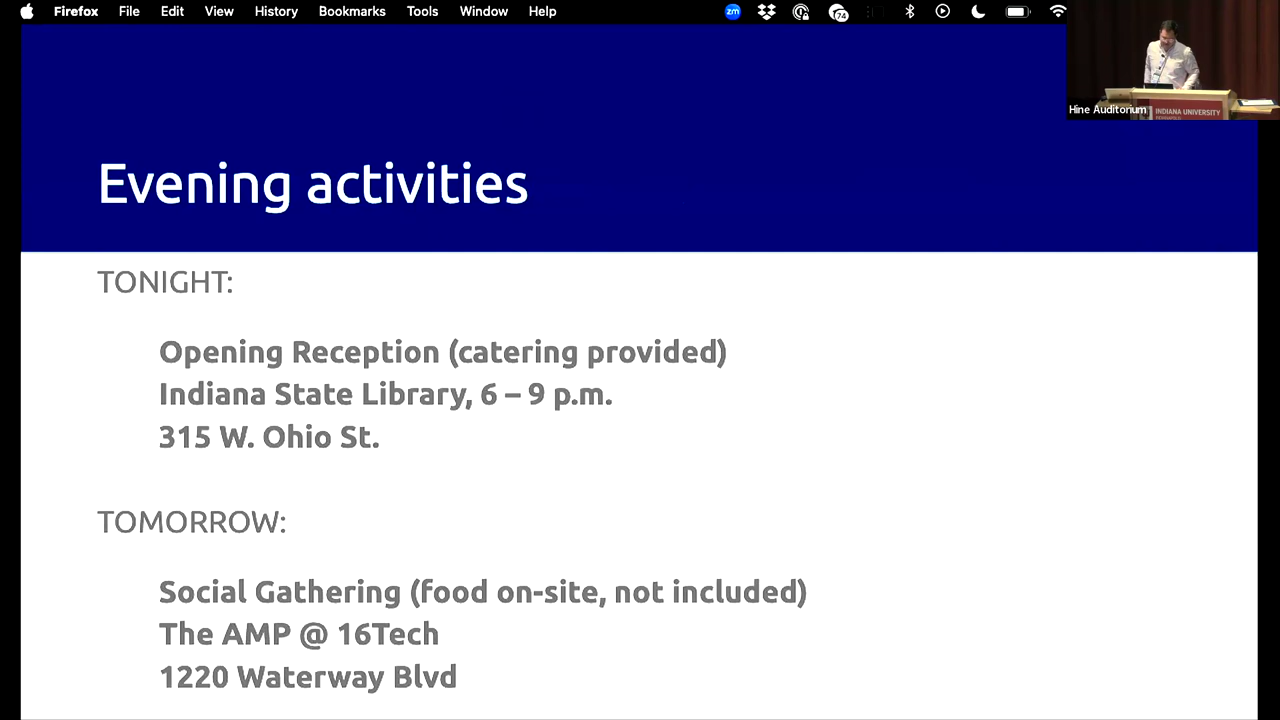 Firefox File Edit View History Bookmarks Tools Window Help zm 74
Hine Auditorium
INDIANA UNIVERSITY
Evening activities
TONIGHT:
Opening Reception (catering provided)
Indiana State Library, 6 – 9 p.m.
315 W. Ohio St.
TOMORROW:
Social Gathering (food on-site, not included)
The AMP @ 16Tech
1220 Waterway Blvd